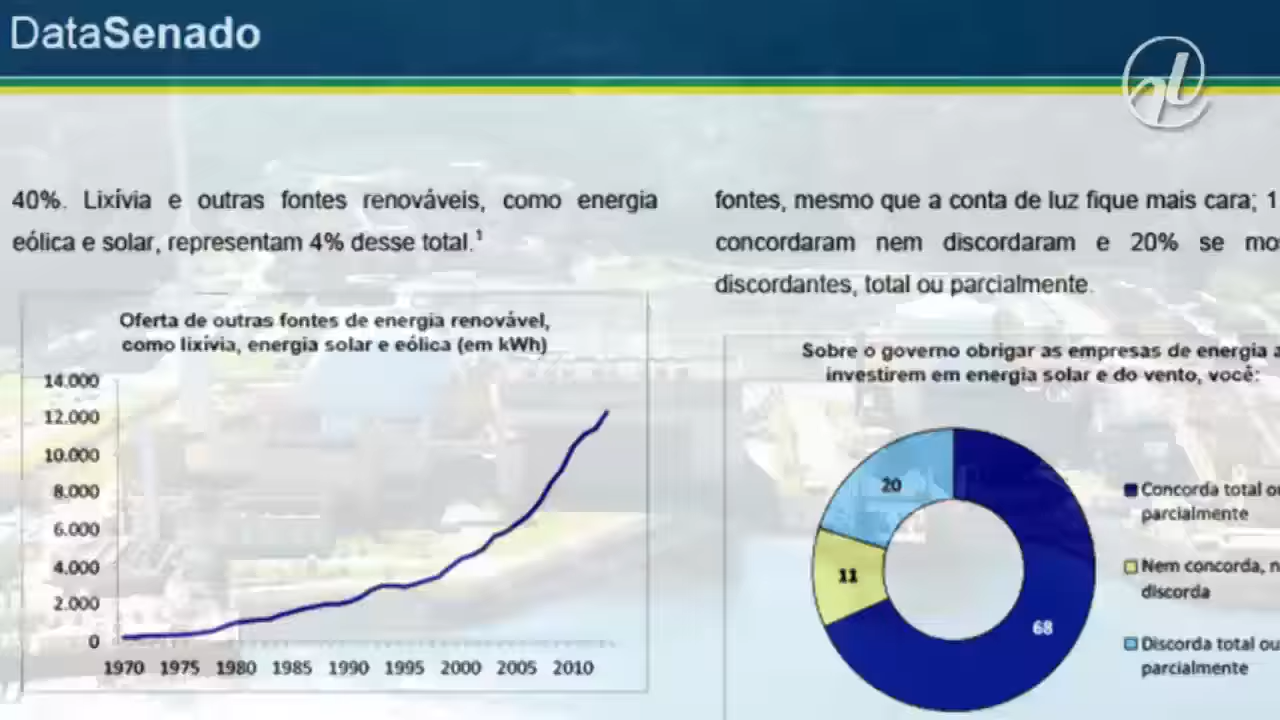 DataSenado
40%. Lixívia e outras fontes renováveis, como energia
eólica e solar, representam 4% desse total.¹
Oferta de outras fontes de energia renovável,
como lixívia, energia solar e eólica (em kWh)
14.000
12.000
10.000
8.000
6.000
4.000
2.000
0
1970 1975 1980 1985 1990 1995 2000 2005 2010
fontes, mesmo que a conta de luz fique mais cara; 1
concordaram nem discordaram e 20% se mos
discordantes, total ou parcialmente.
Sobre o governo obrigar as empresas de energia a
investirem em energia solar e do vento, você:
20
11
68
Concorda total ou
parcialmente
Nem concorda, n
discorda
Discorda total ou
parcialmente